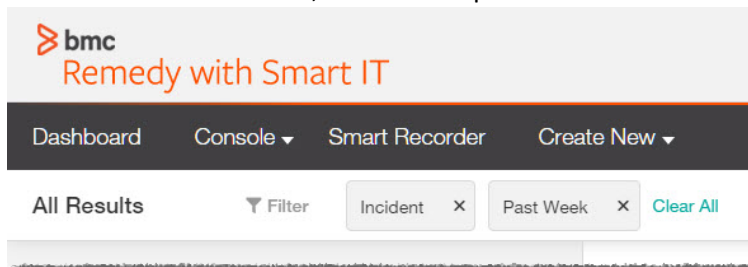 bmc
Remedy with Smart IT
Dashboard Console Smart Recorder Create New
All Results Filter Incident × Past Week × Clear All